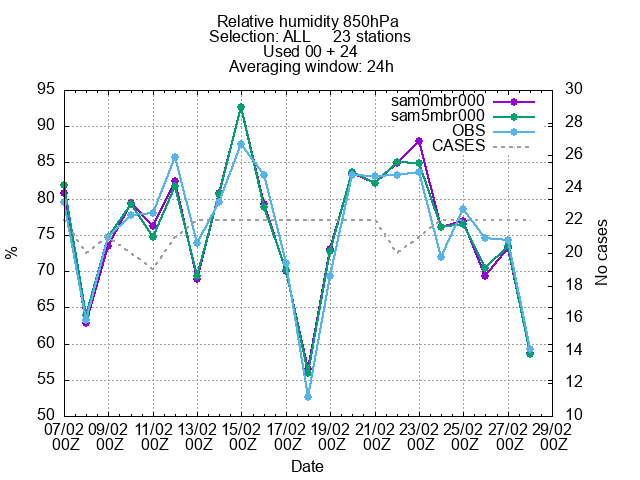 Relative humidity 850hPa
Selection: ALL 23 stations
Used 00 + 24
Averaging window: 24h
sam0mbr000
sam5mbr000
OBS
CASES
95
90
85
80
75
70
65
60
55
50
%
30
28
26
24
22
20
18
16
14
12
10
No cases
07/02 09/02 11/02 13/02 15/02 17/02 19/02 21/02 23/02 25/02 27/02 29/02
00Z 00Z 00Z 00Z 00Z 00Z 00Z 00Z 00Z 00Z 00Z 00Z
Date